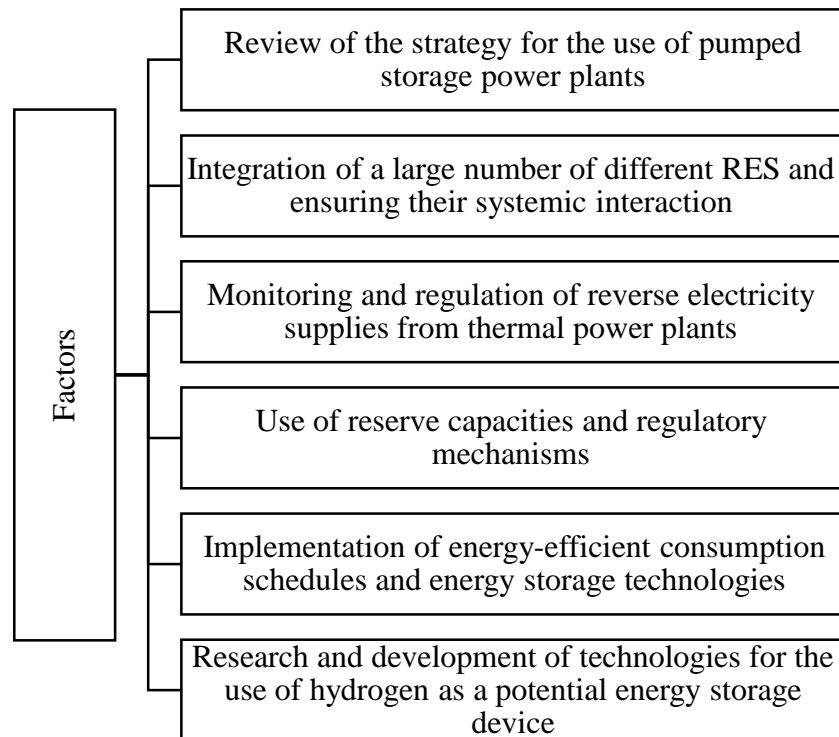 Factors
Review of the strategy for the use of pumped
storage power plants
Integration of a large number of different RES and
ensuring their systemic interaction
Monitoring and regulation of reverse electricity
supplies from thermal power plants
Use of reserve capacities and regulatory
mechanisms
Implementation of energy-efficient consumption
schedules and energy storage technologies
Research and development of technologies for the
use of hydrogen as a potential energy storage
device